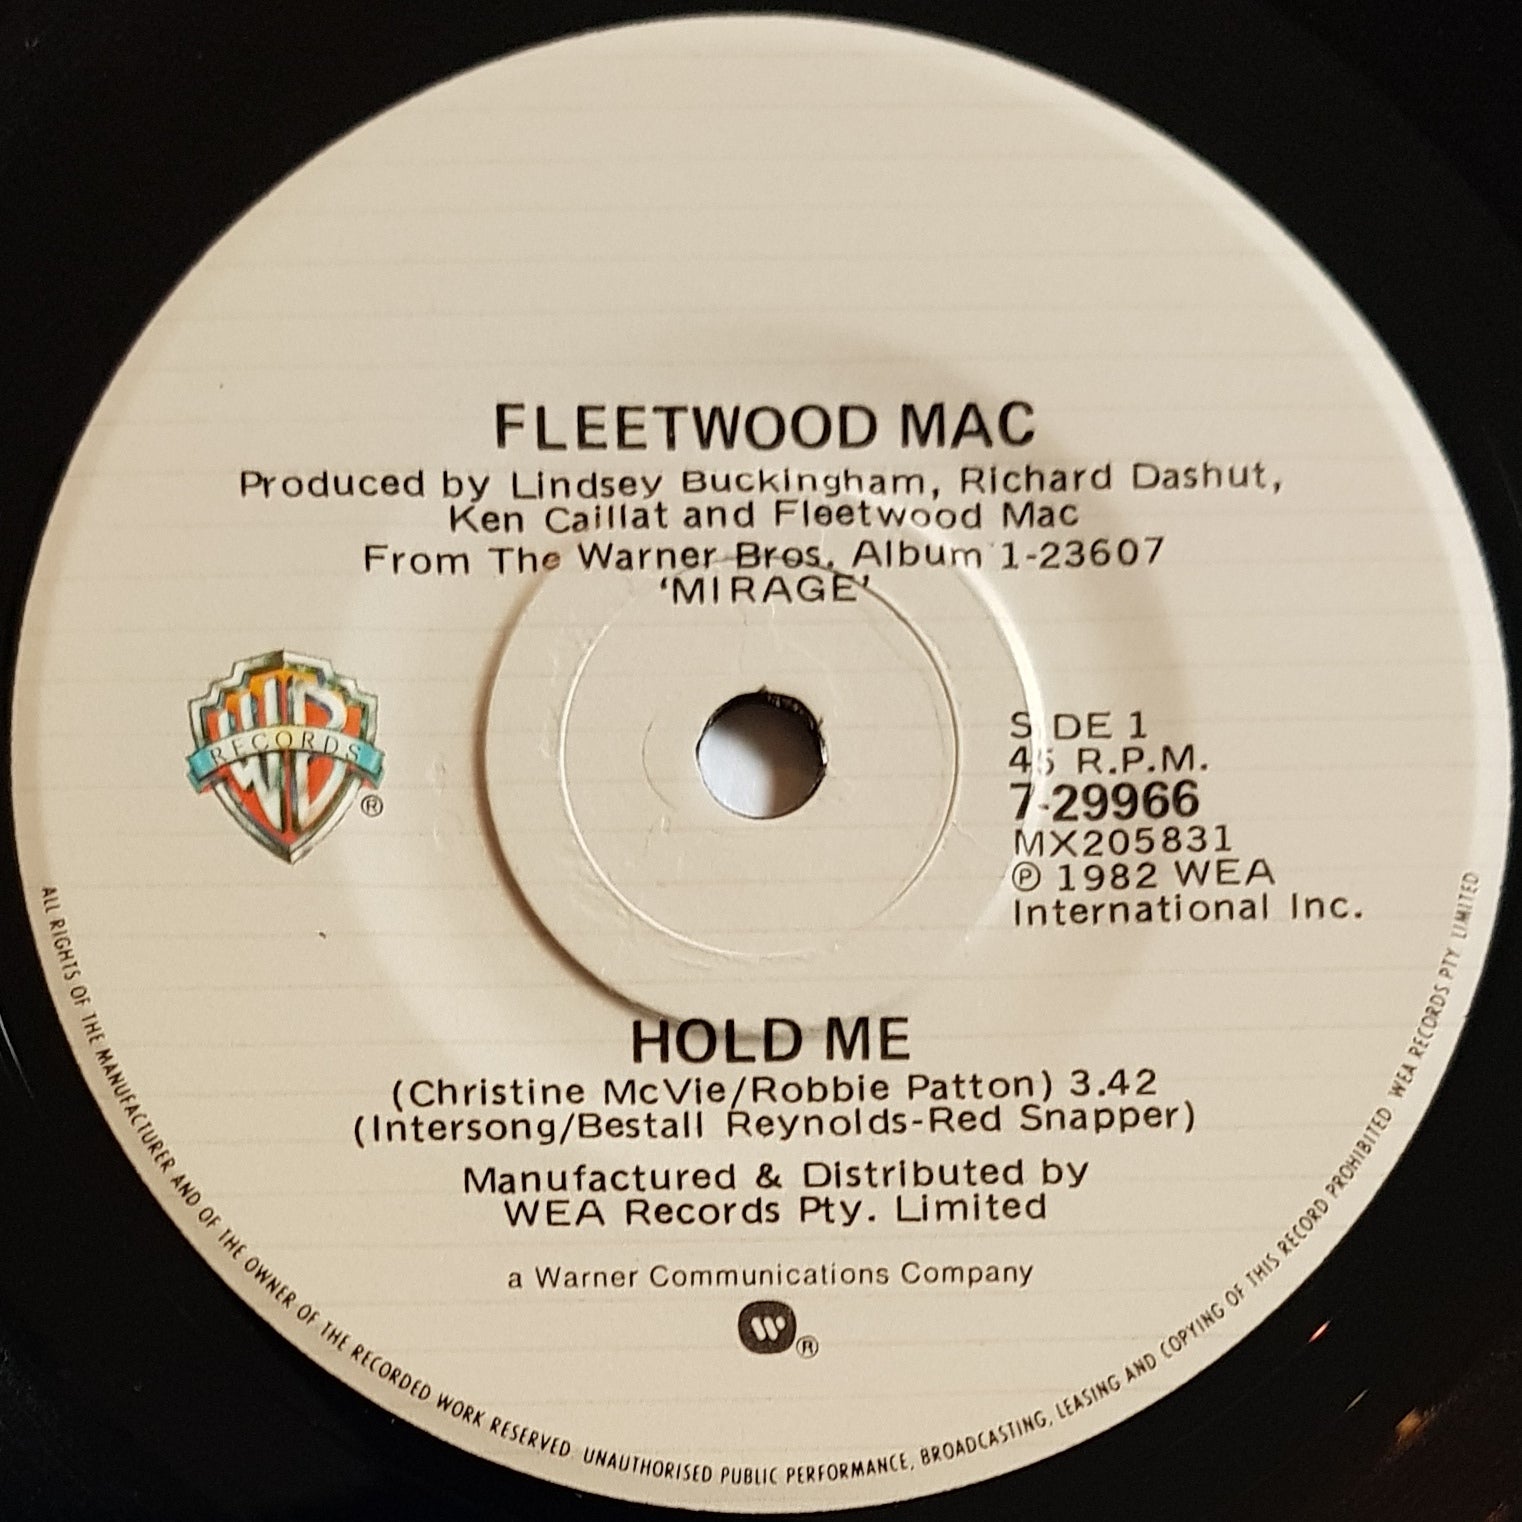 FLEETWOOD MAC
Produced by Lindsey Buckingham, Richard Dashut,
Ken Caillat and Fleetwood Mac
From The Warner Bros. Album 1-23607
‘MIRAGE’
RECORDS
®
SIDE 1
45 R.P.M.
7-29966
MX205831
℗ 1982 WEA
International Inc.
HOLD ME
(Christine McVie/Robbie Patton) 3.42
(Intersong/Bestall Reynolds-Red Snapper)
Manufactured & Distributed by
WEA Records Pty. Limited
a Warner Communications Company
®
ALL RIGHTS OF THE MANUFACTURER AND OF THE OWNER OF THE RECORDED WORK RESERVED UNAUTHORISED PUBLIC PERFORMANCE, BROADCASTING, LEASING AND COPYING OF THIS RECORD PROHIBITED WEA RECORDS PTY LIMITED